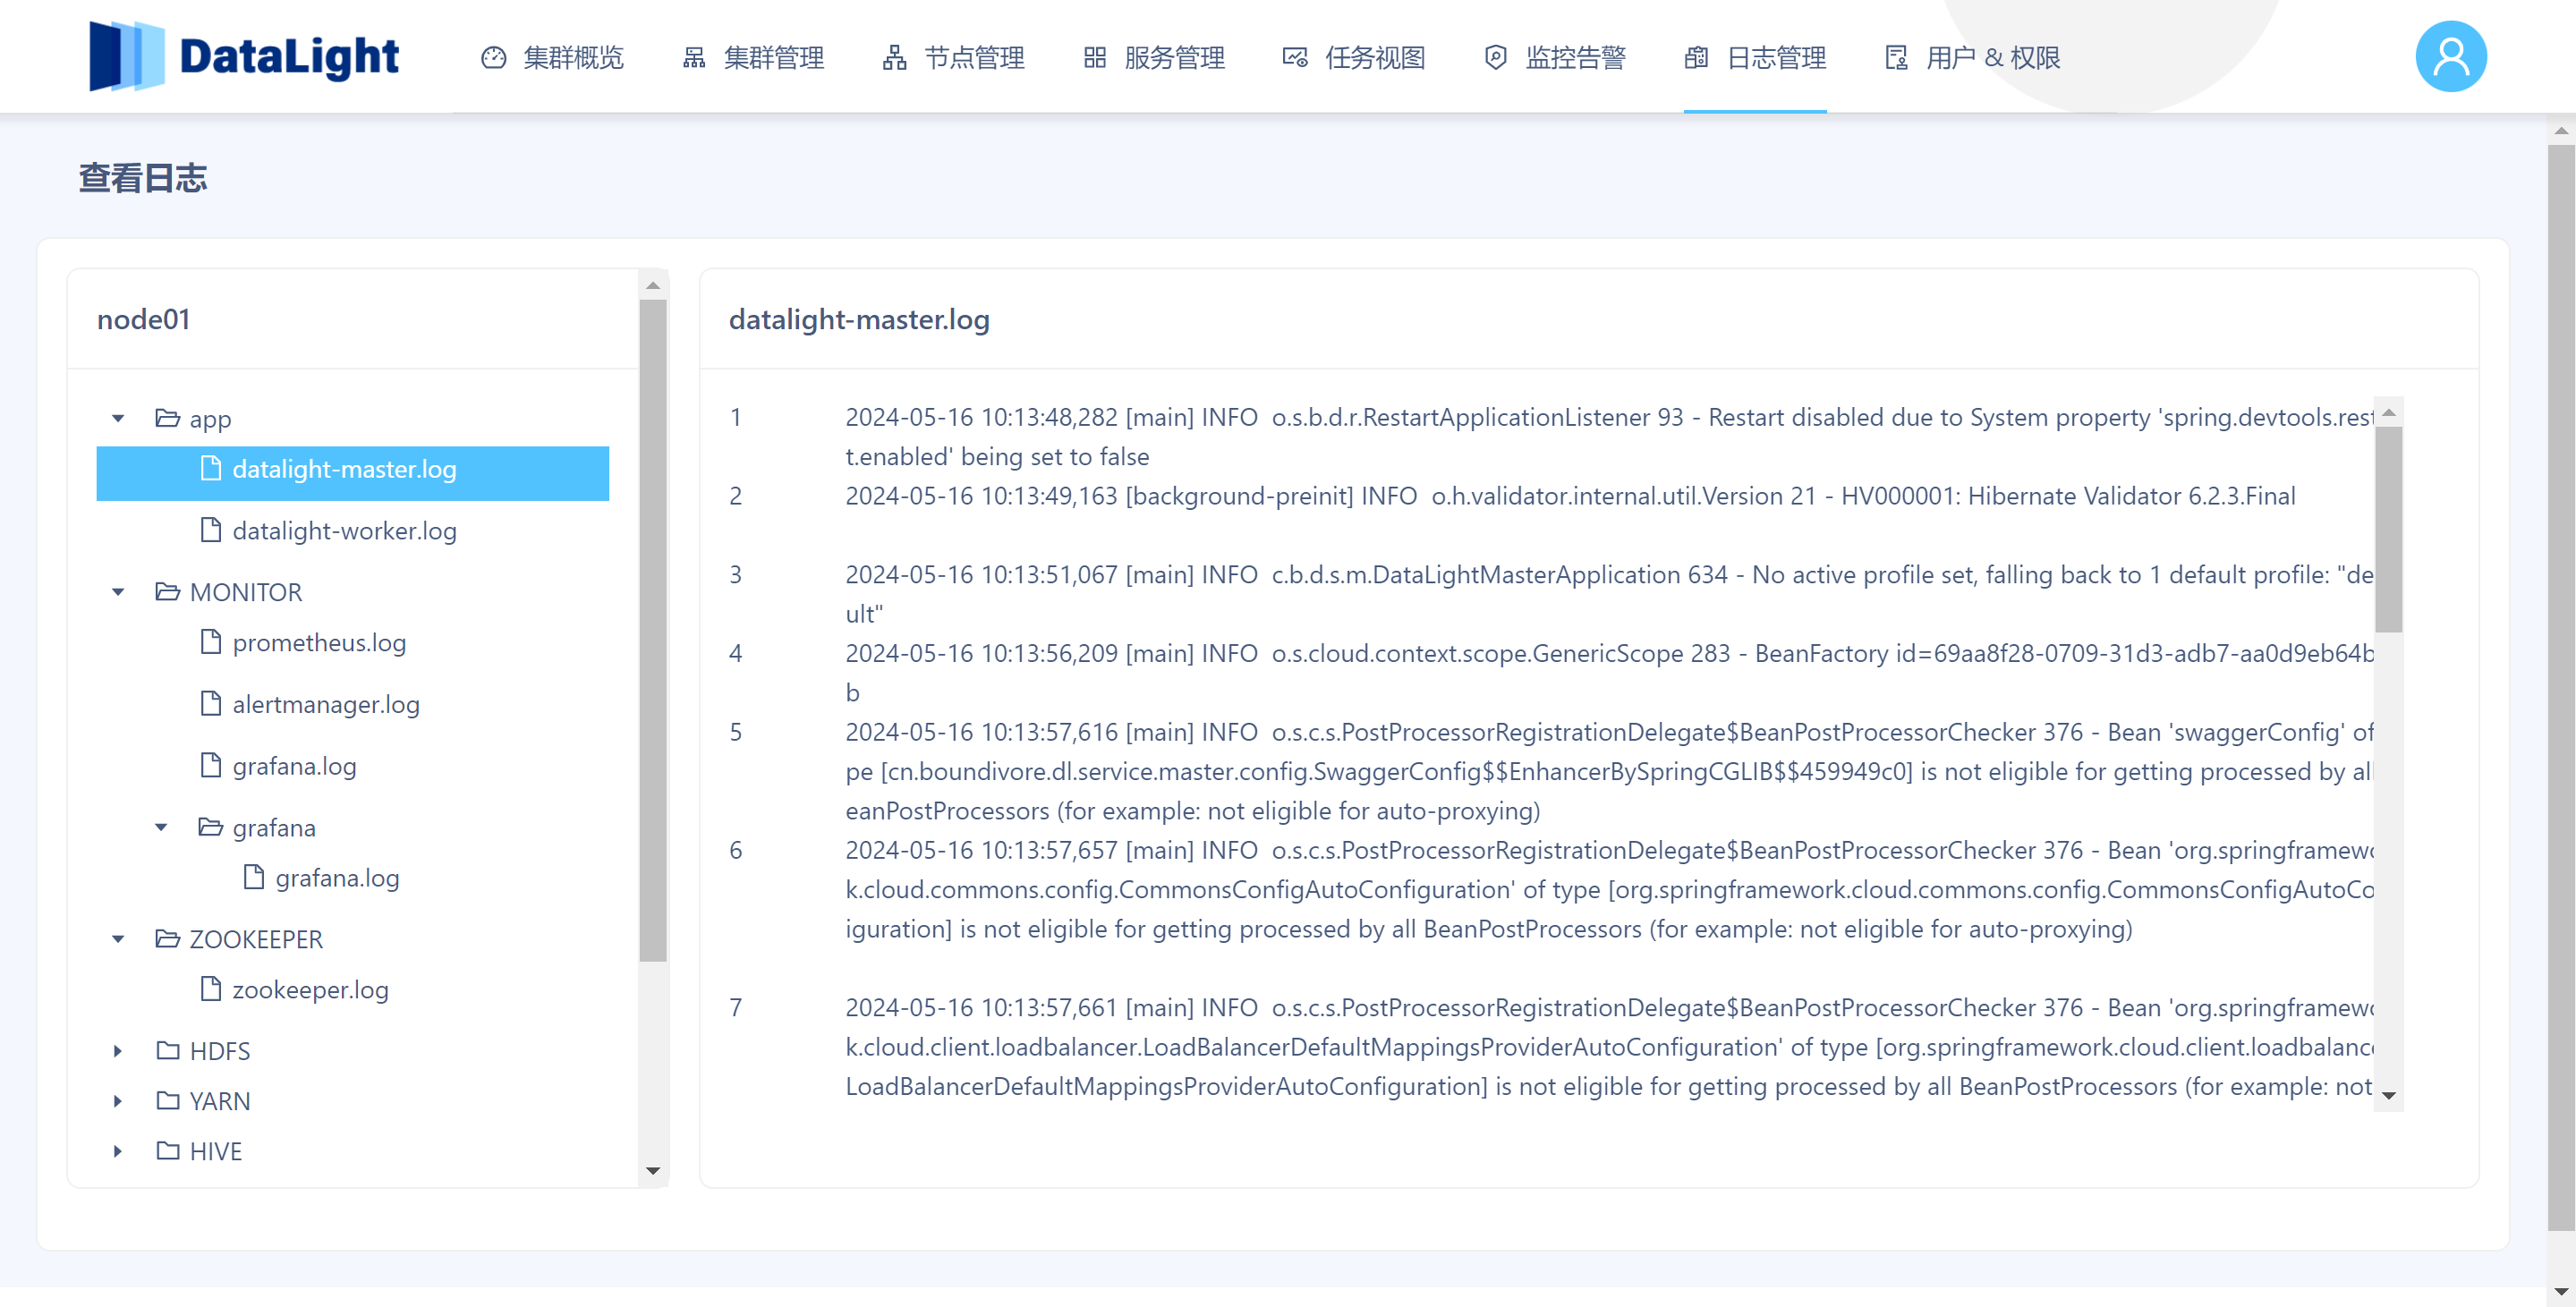 DataLight
集群概览 集群管理 节点管理 服务管理 任务视图 监控告警 日志管理 用户 & 权限
查看日志
node01
app
datalight-master.log
datalight-worker.log
MONITOR
prometheus.log
alertmanager.log
grafana.log
grafana
grafana.log
ZOOKEEPER
zookeeper.log
HDFS
YARN
HIVE
datalight-master.log
1 2024-05-16 10:13:48,282 [main] INFO o.s.b.d.r.RestartApplicationListener 93 - Restart disabled due to System property 'spring.devtools.rest
t.enabled' being set to false
2 2024-05-16 10:13:49,163 [background-preinit] INFO o.h.validator.internal.util.Version 21 - HV000001: Hibernate Validator 6.2.3.Final
3 2024-05-16 10:13:51,067 [main] INFO c.b.d.s.m.DataLightMasterApplication 634 - No active profile set, falling back to 1 default profile: "de
ult"
4 2024-05-16 10:13:56,209 [main] INFO o.s.cloud.context.scope.GenericScope 283 - BeanFactory id=69aa8f28-0709-31d3-adb7-aa0d9eb64b
b
5 2024-05-16 10:13:57,616 [main] INFO o.s.c.s.PostProcessorRegistrationDelegate$BeanPostProcessorChecker 376 - Bean 'swaggerConfig' of
pe [cn.boundivore.dl.service.master.config.SwaggerConfig$$EnhancerBySpringCGLIB$$459949c0] is not eligible for getting processed by all
eanPostProcessors (for example: not eligible for auto-proxying)
6 2024-05-16 10:13:57,657 [main] INFO o.s.c.s.PostProcessorRegistrationDelegate$BeanPostProcessorChecker 376 - Bean 'org.springframewo
k.cloud.commons.config.CommonsConfigAutoConfiguration' of type [org.springframework.cloud.commons.config.CommonsConfigAutoCo
iguration] is not eligible for getting processed by all BeanPostProcessors (for example: not eligible for auto-proxying)
7 2024-05-16 10:13:57,661 [main] INFO o.s.c.s.PostProcessorRegistrationDelegate$BeanPostProcessorChecker 376 - Bean 'org.springframewo
k.cloud.client.loadbalancer.LoadBalancerDefaultMappingsProviderAutoConfiguration' of type [org.springframework.cloud.client.loadbalance
LoadBalancerDefaultMappingsProviderAutoConfiguration] is not eligible for getting processed by all BeanPostProcessors (for example: not